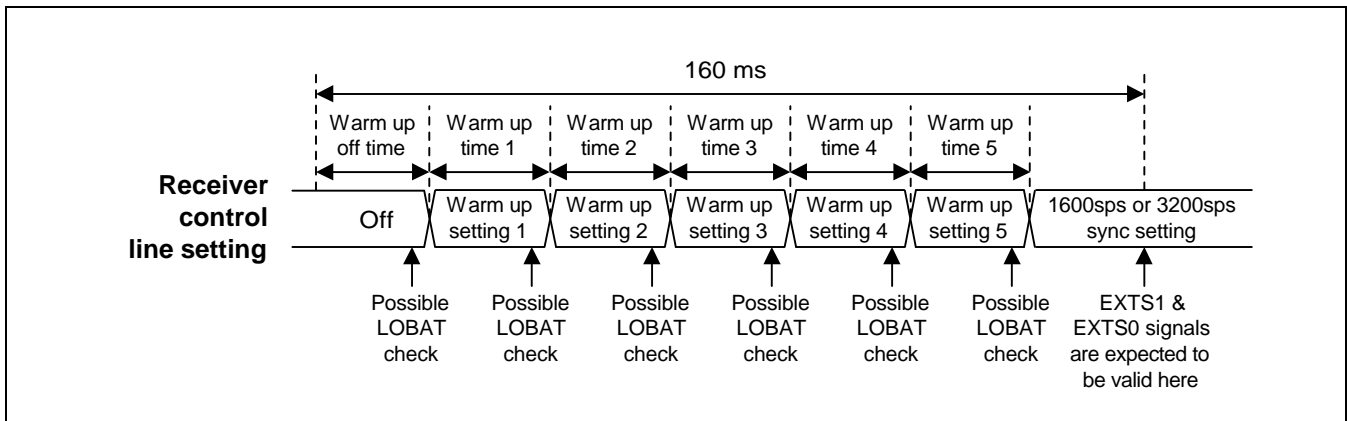 160 ms
Warm up
off time
Warm up
time 1
Warm up
time 2
Warm up
time 3
Warm up
time 4
Warm up
time 5
Receiver
control
line setting
Off
Warm up
setting 1
Warm up
setting 2
Warm up
setting 3
Warm up
setting 4
Warm up
setting 5
1600sps or 3200sps
sync setting
Possible
LOBAT
check
Possible
LOBAT
check
Possible
LOBAT
check
Possible
LOBAT
check
Possible
LOBAT
check
Possible
LOBAT
check
EXTS1 &
EXTS0 signals
are expected to
be valid here